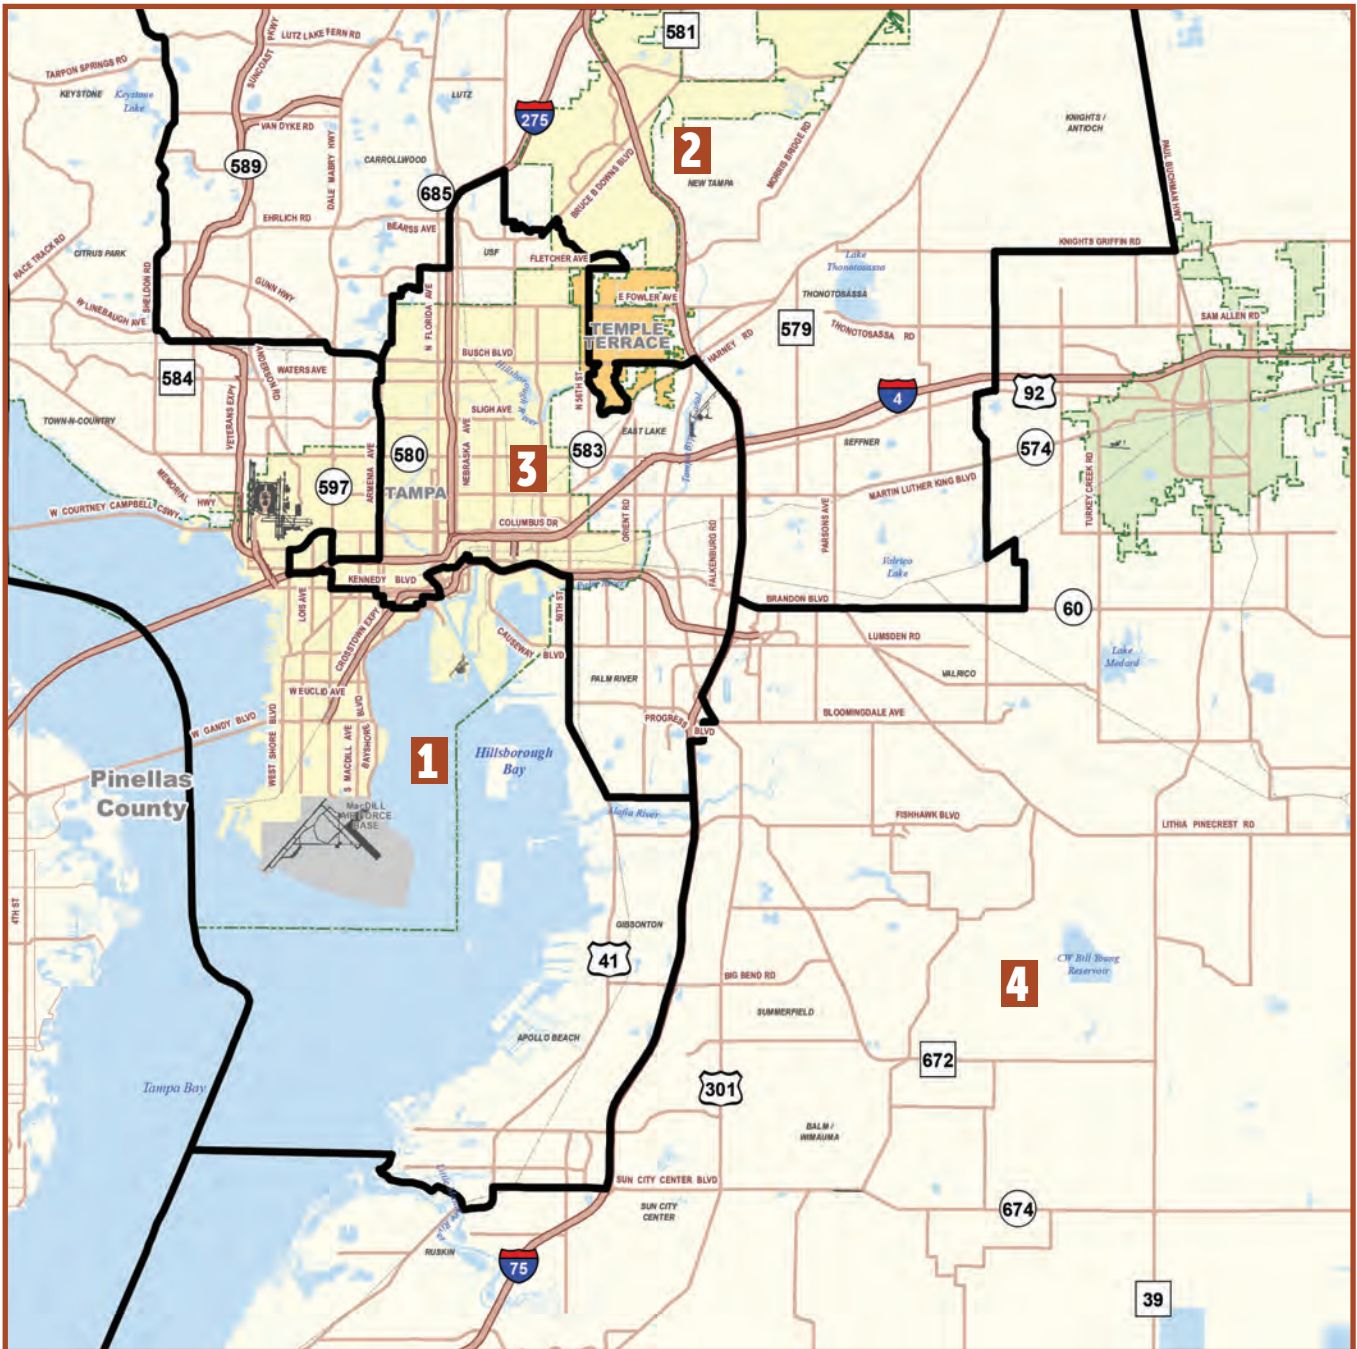 LUTZ LAKE FERN RD
SUNCOAST PKWY
581
TARPON SPRINGS RD
KEYSTONE
Keystone
Lake
LUTZ
275
VAN DYKE RD
DALE MABRY HWY
KNIGHTS /
ANTIOCH
2
MORRIS BRIDGE RD
CARROLLWOOD
589
685
BRUCE B DOWNS BLVD
NEW TAMPA
PAUL BUCHMAN HWY
EHRLICH RD
BEARSS AVE
RACE TRACK RD
CITRUS PARK
USF
FLETCHER AVE
KNIGHTS GRIFFIN RD
Lake
Thonotosassa
SHELDON RD
GUNN HWY
W LINEBAUGH AVE
N FLORIDA AVE
E FOWLER AVE
THONOTOSASSA
TEMPLE
TERRACE
579
THONOTOSASSA RD
SAM ALLEN RD
HARNEY RD
BUSCH BLVD
ANDERSON RD
WATERS AVE
584
Hillsborough River
N 56TH ST
4
92
VETERANS EXPY
SLIGH AVE
TOWN-N-COUNTRY
NEBRASKA AVE
EAST LAKE
SEFFNER
ARMENIA AVE
580
583
574
3
TURKEY CREEK RD
MEMORIAL HWY
597
TAMPA
MARTIN LUTHER KING BLVD
W COURTNEY CAMPBELL CSWY
COLUMBUS DR
ORIENT RD
FALKENBURG RD
PARSONS AVE
Valrico
Lake
KENNEDY BLVD
Palm River
LOIS AVE
50TH ST
BRANDON BLVD
60
CROSSTOWN EXPY
CAUSEWAY BLVD
LUMSDEN RD
Lake
Medard
PALM RIVER
VALRICO
W EUCLID AVE
W GANDY BLVD
WEST SHORE BLVD
S MACDILL AVE
BAYSHORE BLVD
PROGRESS BLVD
BLOOMINGDALE AVE
1
Hillsborough
Bay
Pinellas
County
MacDILL
AIR FORCE
BASE
Alafia River
FISHHAWK BLVD
LITHIA PINECREST RD
4TH ST
GIBSONTON
41
BIG BEND RD
CW Bill Young
Reservoir
4
SUMMERFIELD
APOLLO BEACH
672
Tampa Bay
301
BALM /
WIMAUMA
SUN CITY CENTER BLVD
SUN CITY
CENTER
674
RUSKIN
75
39